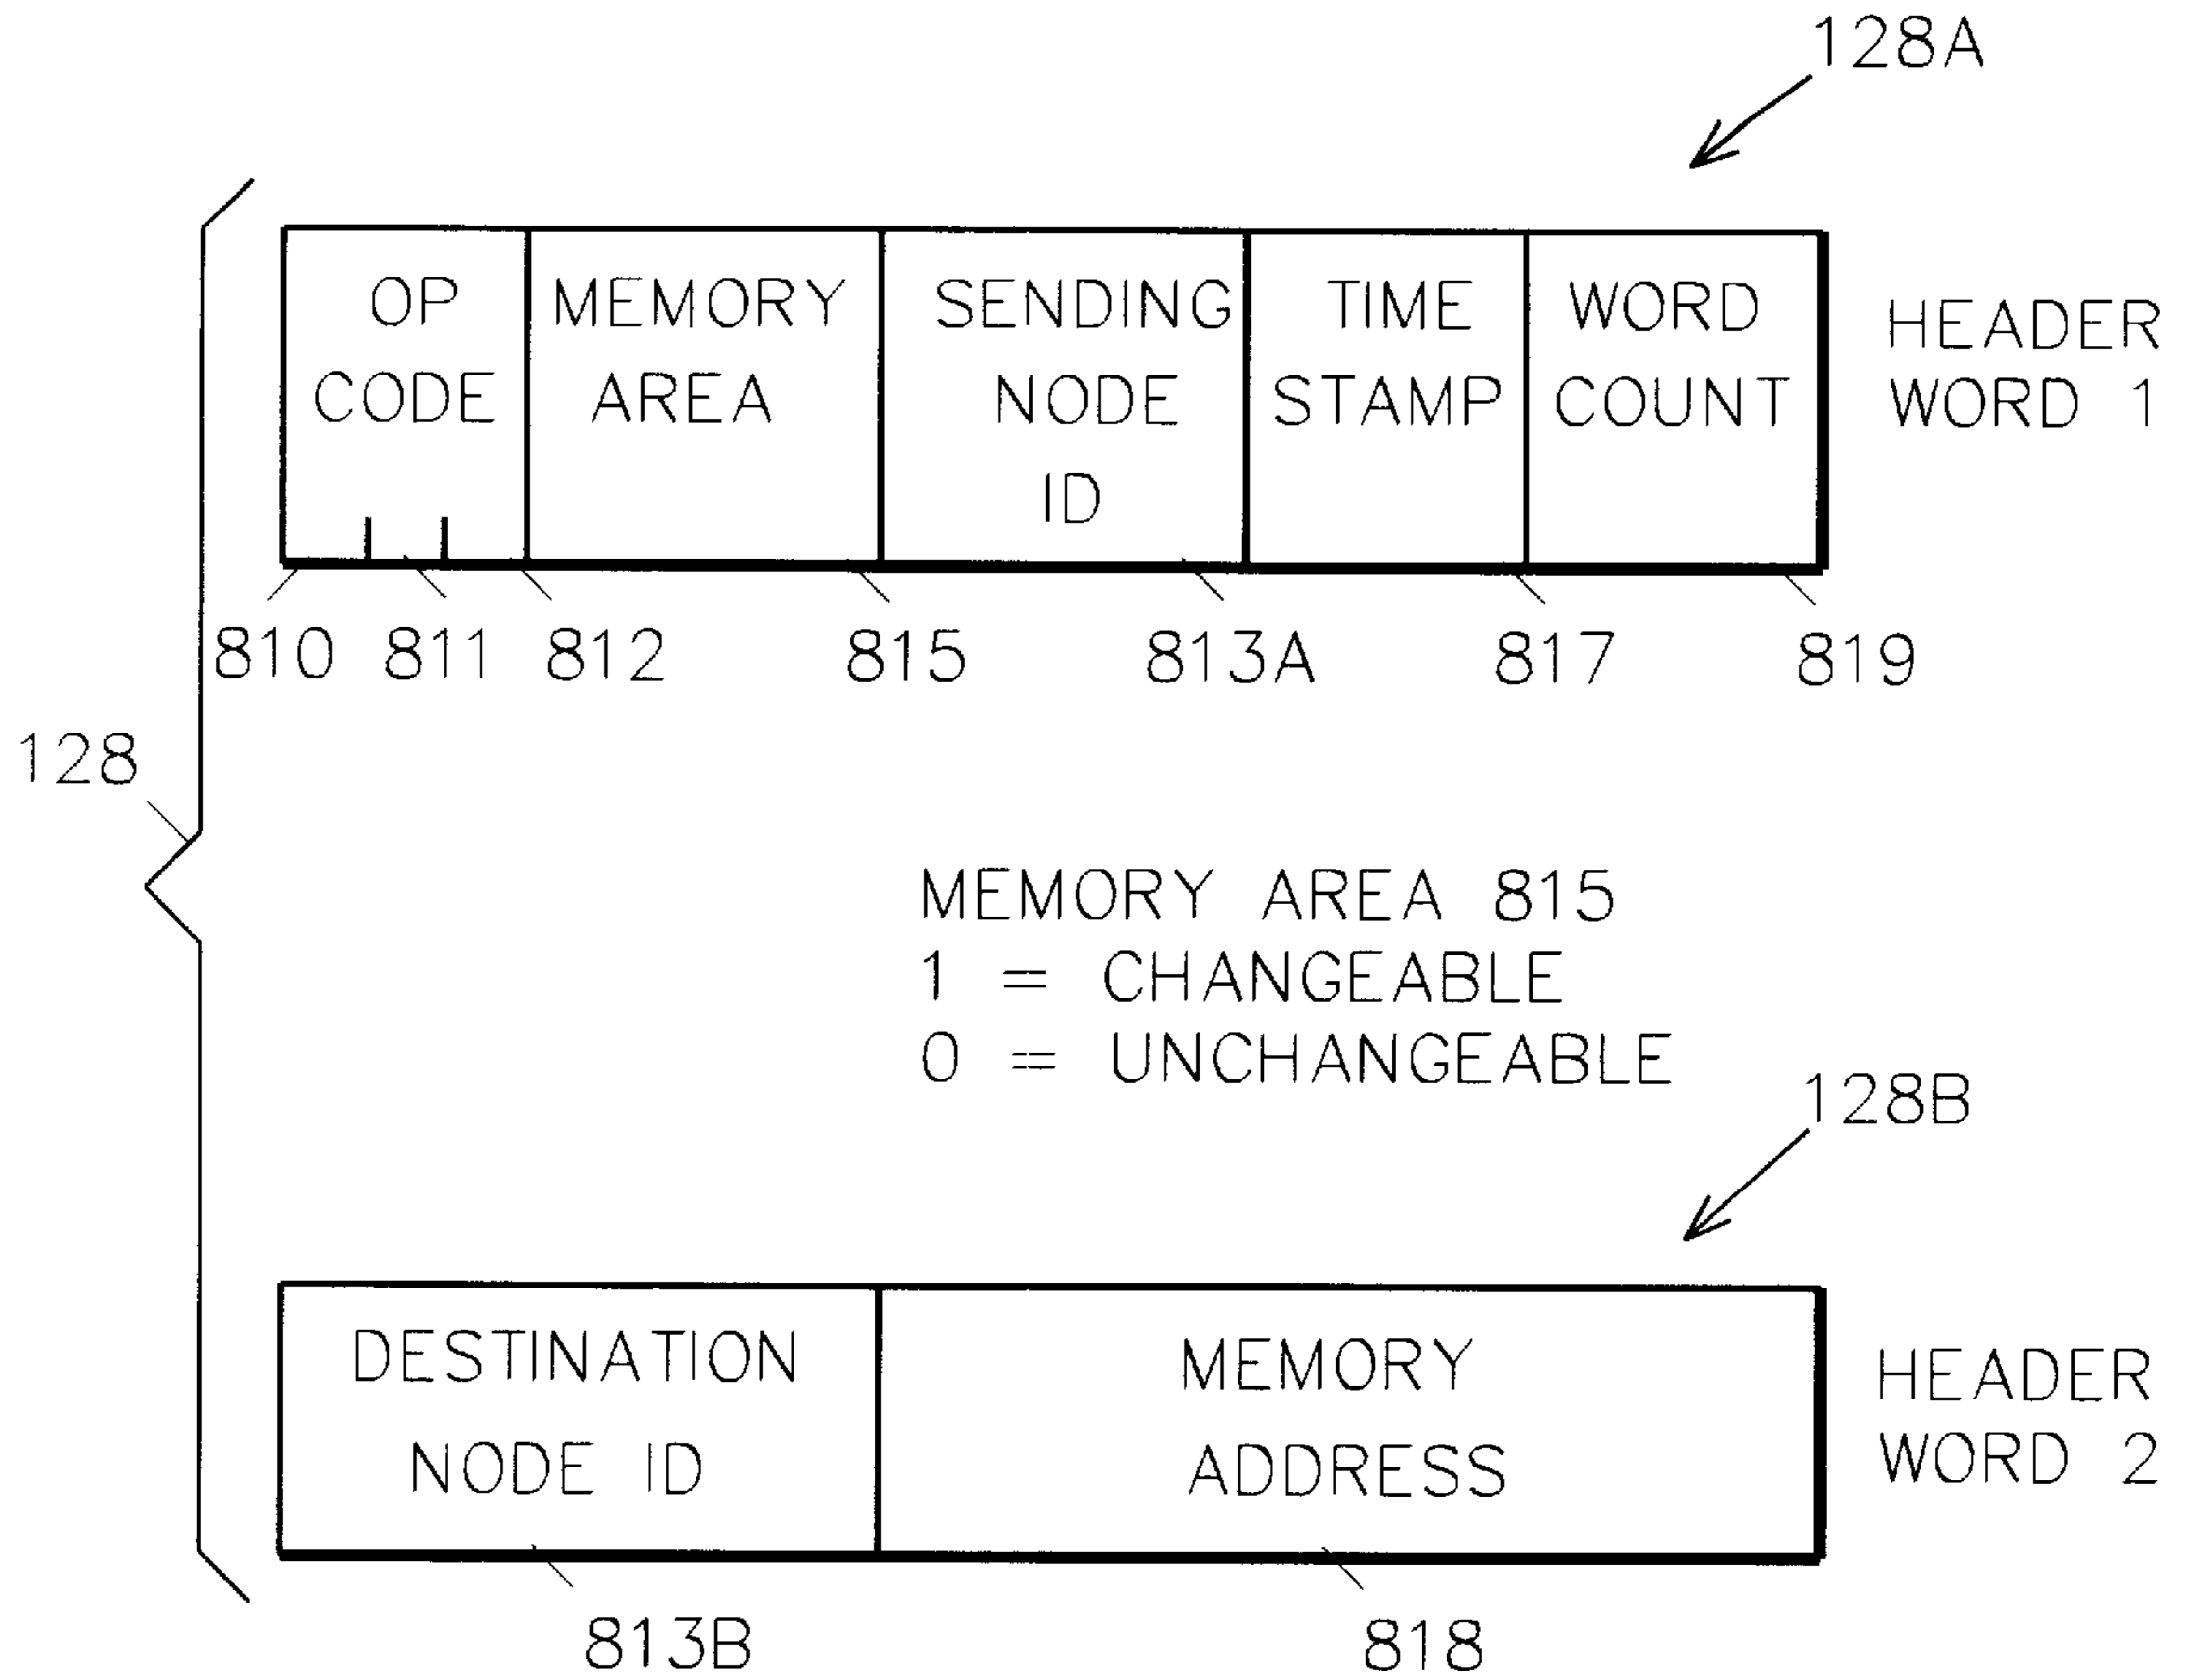 128A
OP CODE
MEMORY AREA
SENDING NODE ID
TIME STAMP
WORD COUNT
HEADER WORD 1
810 811 812 815 813A 817 819
128
MEMORY AREA 815
1 = CHANGEABLE
0 = UNCHANGEABLE
128B
DESTINATION NODE ID
MEMORY ADDRESS
HEADER WORD 2
813B 818